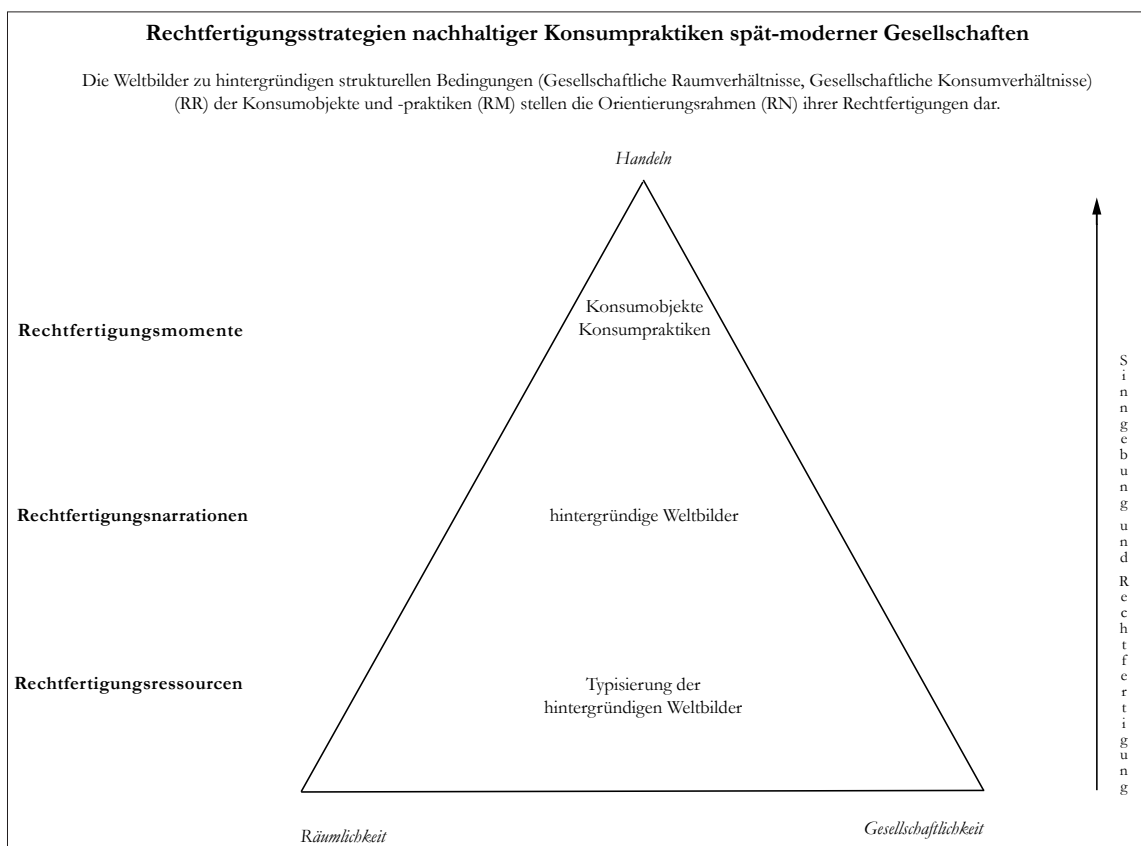 Rechtfertigungsstrategien nachhaltiger Konsumpraktiken spät-moderner Gesellschaften
Die Weltbilder zu hintergründigen strukturellen Bedingungen (Gesellschaftliche Raumverhältnisse, Gesellschaftliche Konsumverhältnisse)
(RR) der Konsumobjekte und -praktiken (RM) stellen die Orientierungsrahmen (RN) ihrer Rechtfertigungen dar.
Handeln
Konsumobjekte
Konsumpraktiken
Rechtfertigungsmomente
Rechtfertigungsnarrationen
hintergründige Weltbilder
Rechtfertigungsressourcen
Typisierung der
hintergründigen Weltbilder
Räumlichkeit
Gesellschaftlichkeit
Sinngebung und Rechtfertigung